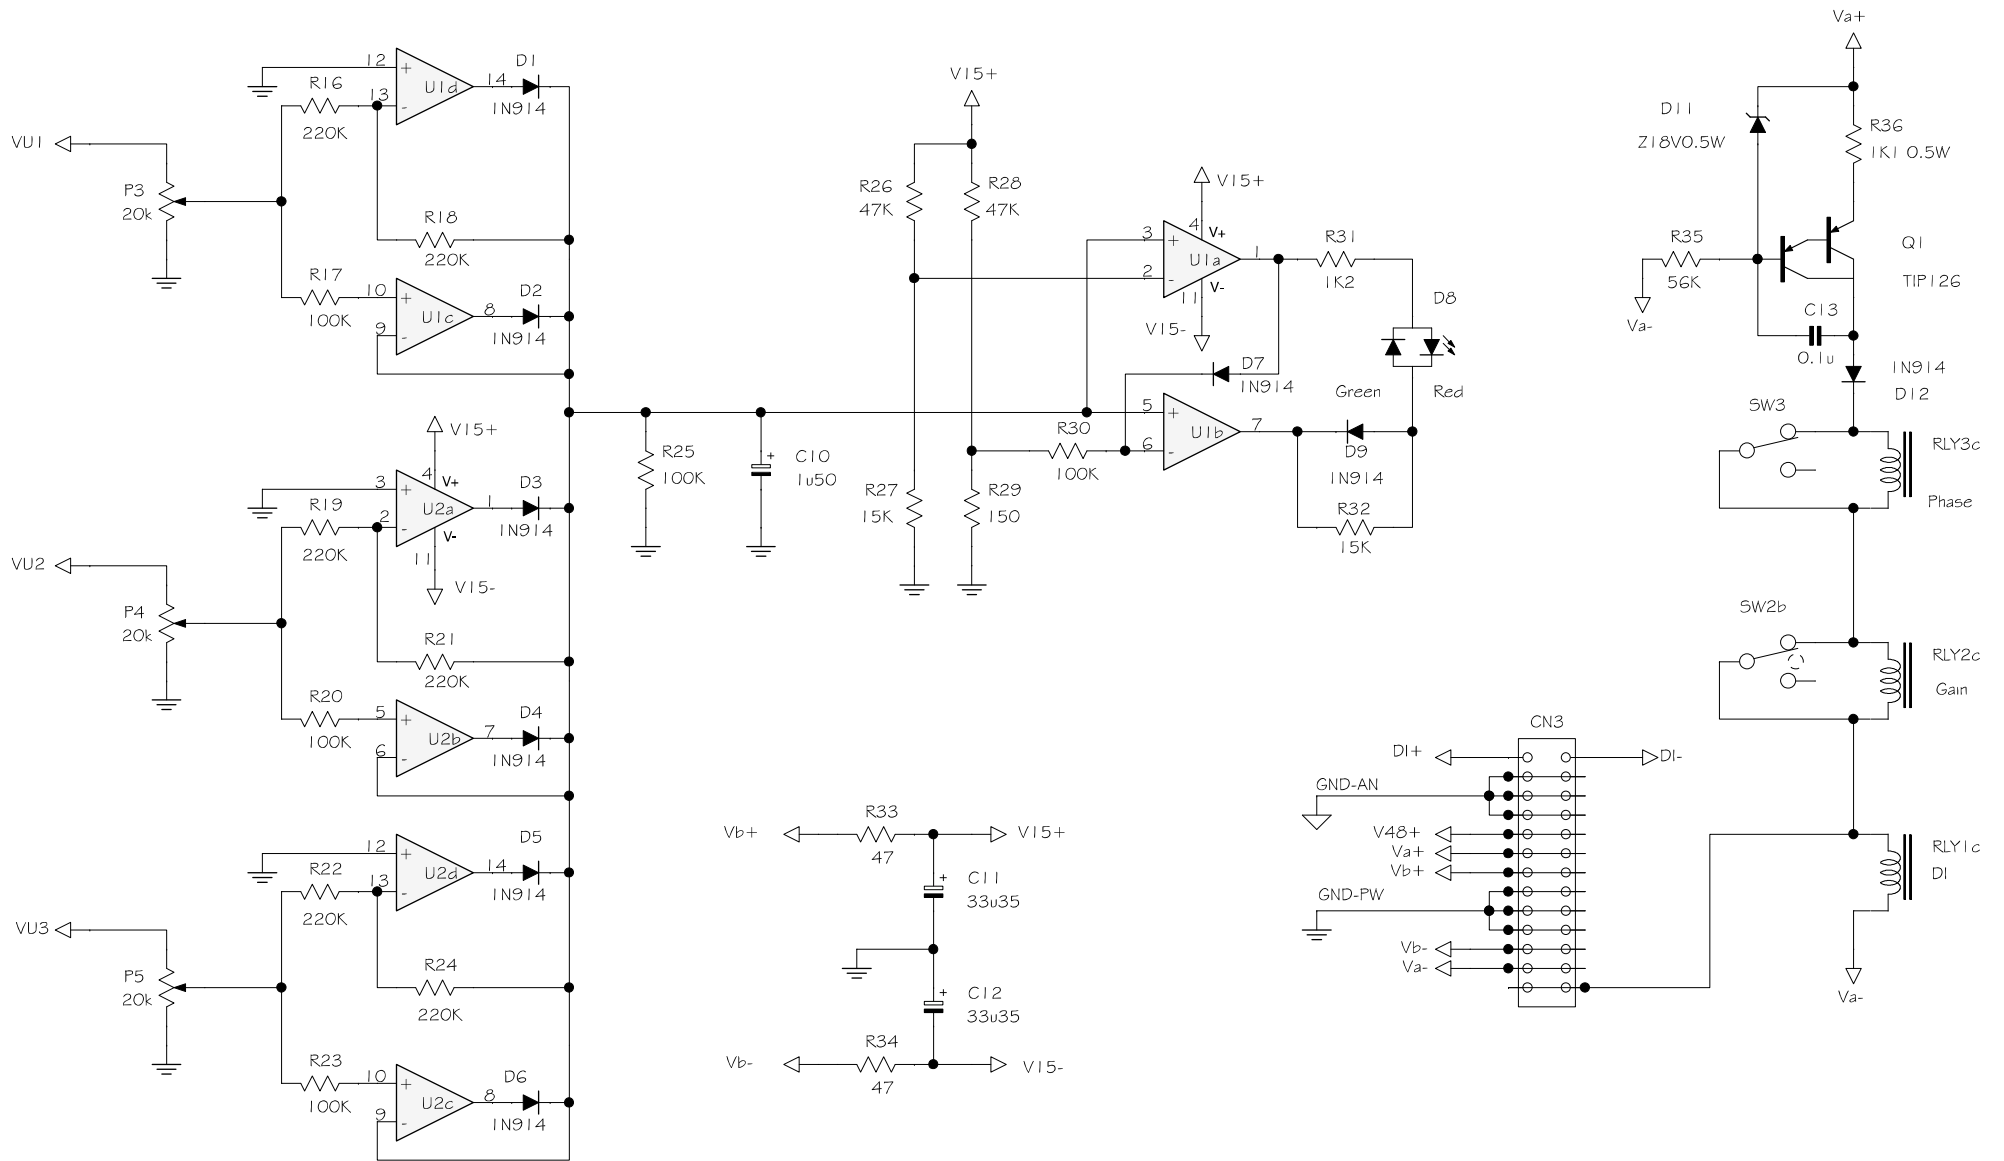 VU1
P3
20k
R16
220K
12
13
+
-
U1d
14
D1
1N914
R18
220K
R17
100K
10
9
+
-
U1c
8
D2
1N914
VU2
P4
20k
R19
220K
3
2
+
-
U2a
4
V+
V15+
V-
11
V15-
1
D3
1N914
R21
220K
R20
100K
5
6
+
-
U2b
7
D4
1N914
VU3
P5
20k
R22
220K
12
13
+
-
U2d
14
D5
1N914
R24
220K
R23
100K
10
9
+
-
U2c
8
D6
1N914
R25
100K
+
C10
1u50
V15+
R26
47K
R28
47K
R27
15K
R29
150
R30
100K
V15+
4
V+
3
2
+
-
U1a
1
V-
11
V15-
R31
1K2
D8
D7
1N914
Green
Red
5
6
+
-
U1b
7
D9
1N914
R32
15K
Vb+
R33
47
V15+
+
C11
33u35
+
C12
33u35
Vb-
R34
47
V15-
Va+
D11
Z18V0.5W
R36
1K1 0.5W
R35
56K
Va-
Q1
TIP126
C13
0.1u
1N914
D12
SW3
RLY3c
Phase
SW2b
RLY2c
Gain
RLY1c
DI
Va-
CN3
DI+
DI-
GND-AN
V48+
Va+
Vb+
GND-PW
Vb-
Va-